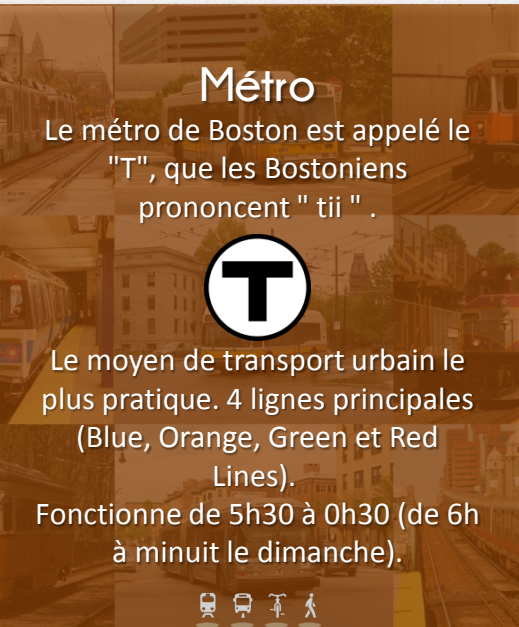 Métro
Le métro de Boston est appelé le
"T", que les Bostoniens
prononcent " tii " .
T
Le moyen de transport urbain le
plus pratique. 4 lignes principales
(Blue, Orange, Green et Red
Lines).
Fonctionne de 5h30 à 0h30 (de 6h
à minuit le dimanche).